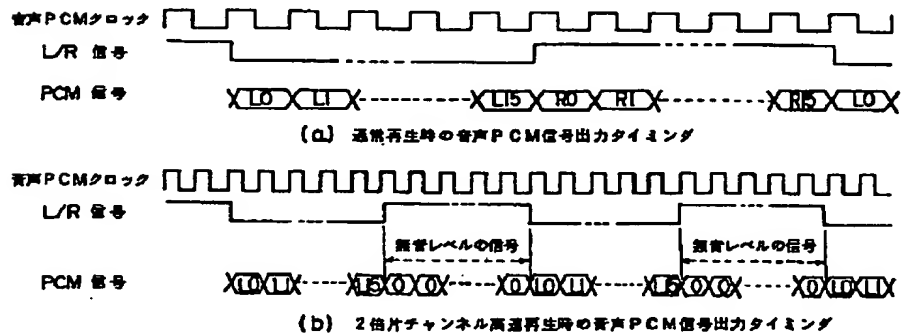 音声PCMクロック
L/R 信号
PCM 信号
L0 L1 L15 R0 R1 R15 L0
(a) 通常再生時の音声PCM信号出力タイミング
音声PCMクロック
L/R 信号
無音レベルの信号 無音レベルの信号
PCM 信号
L0 L1 L15 0 0 0 L0 L1 L15 0 0 0 L0 L1
(b) 2倍片チャンネル高速再生時の音声PCM信号出力タイミング